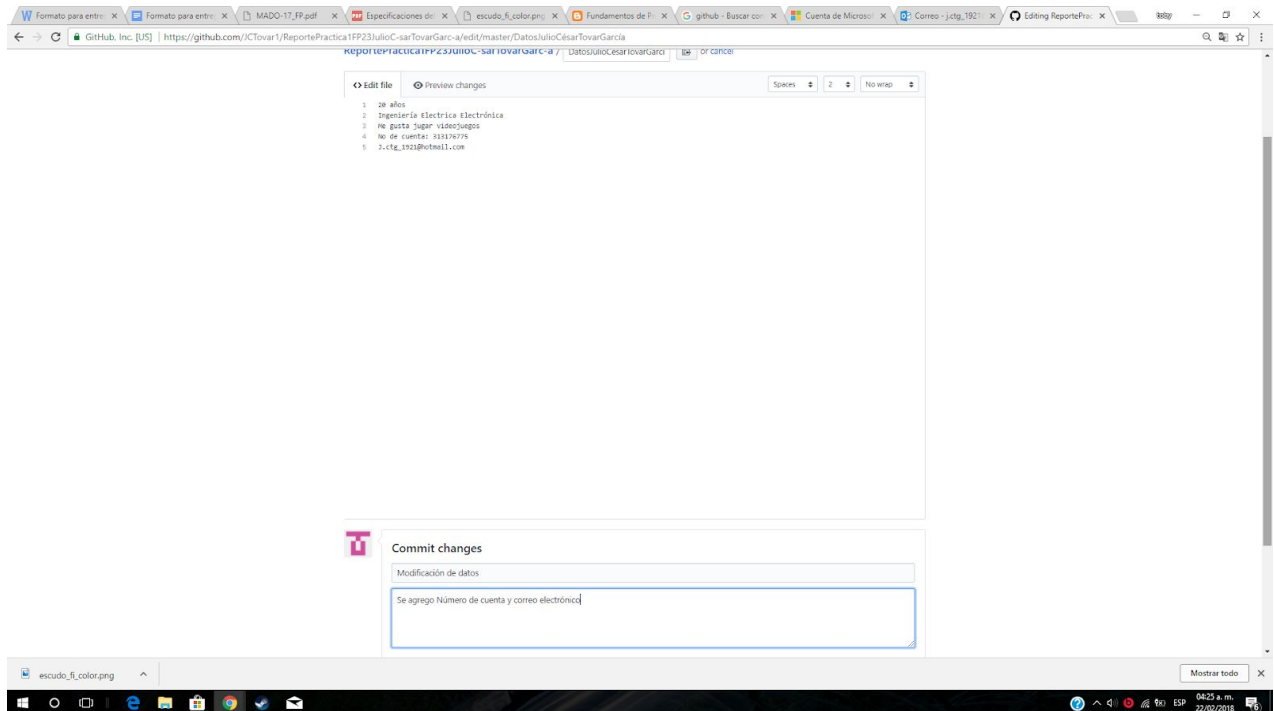 Formato para entre
Formato para entre
MADO-17_FP.pdf
Especificaciones de
escudo_fi_color.png
Fundamentos de Pr
github - Buscar con
Cuenta de Microsof
Correo - j.ctg_1921
Editing ReportePrac
GitHub, Inc. [US] | https://github.com/JCTovar1/ReportePractica1FP23JulioC-sarTovarGarc-a/edit/master/DatosJulioCésarTovarGarcía
ReportePractica1FP23JulioC-sarTovarGarc-a / DatosJulioCésarTovarGarcí or cancel
<> Edit file Preview changes Spaces 2 No wrap
1 20 años
2 Ingeniería Electrica Electrónica
3 Me gusta jugar videojuegos
4 No de cuenta: 313176775
5 J.ctg_1921@hotmail.com
Commit changes
Modificación de datos
Se agrego Número de cuenta y correo electrónico
escudo_fi_color.png
Mostrar todo
ESP
04:25 a. m.
22/02/2018